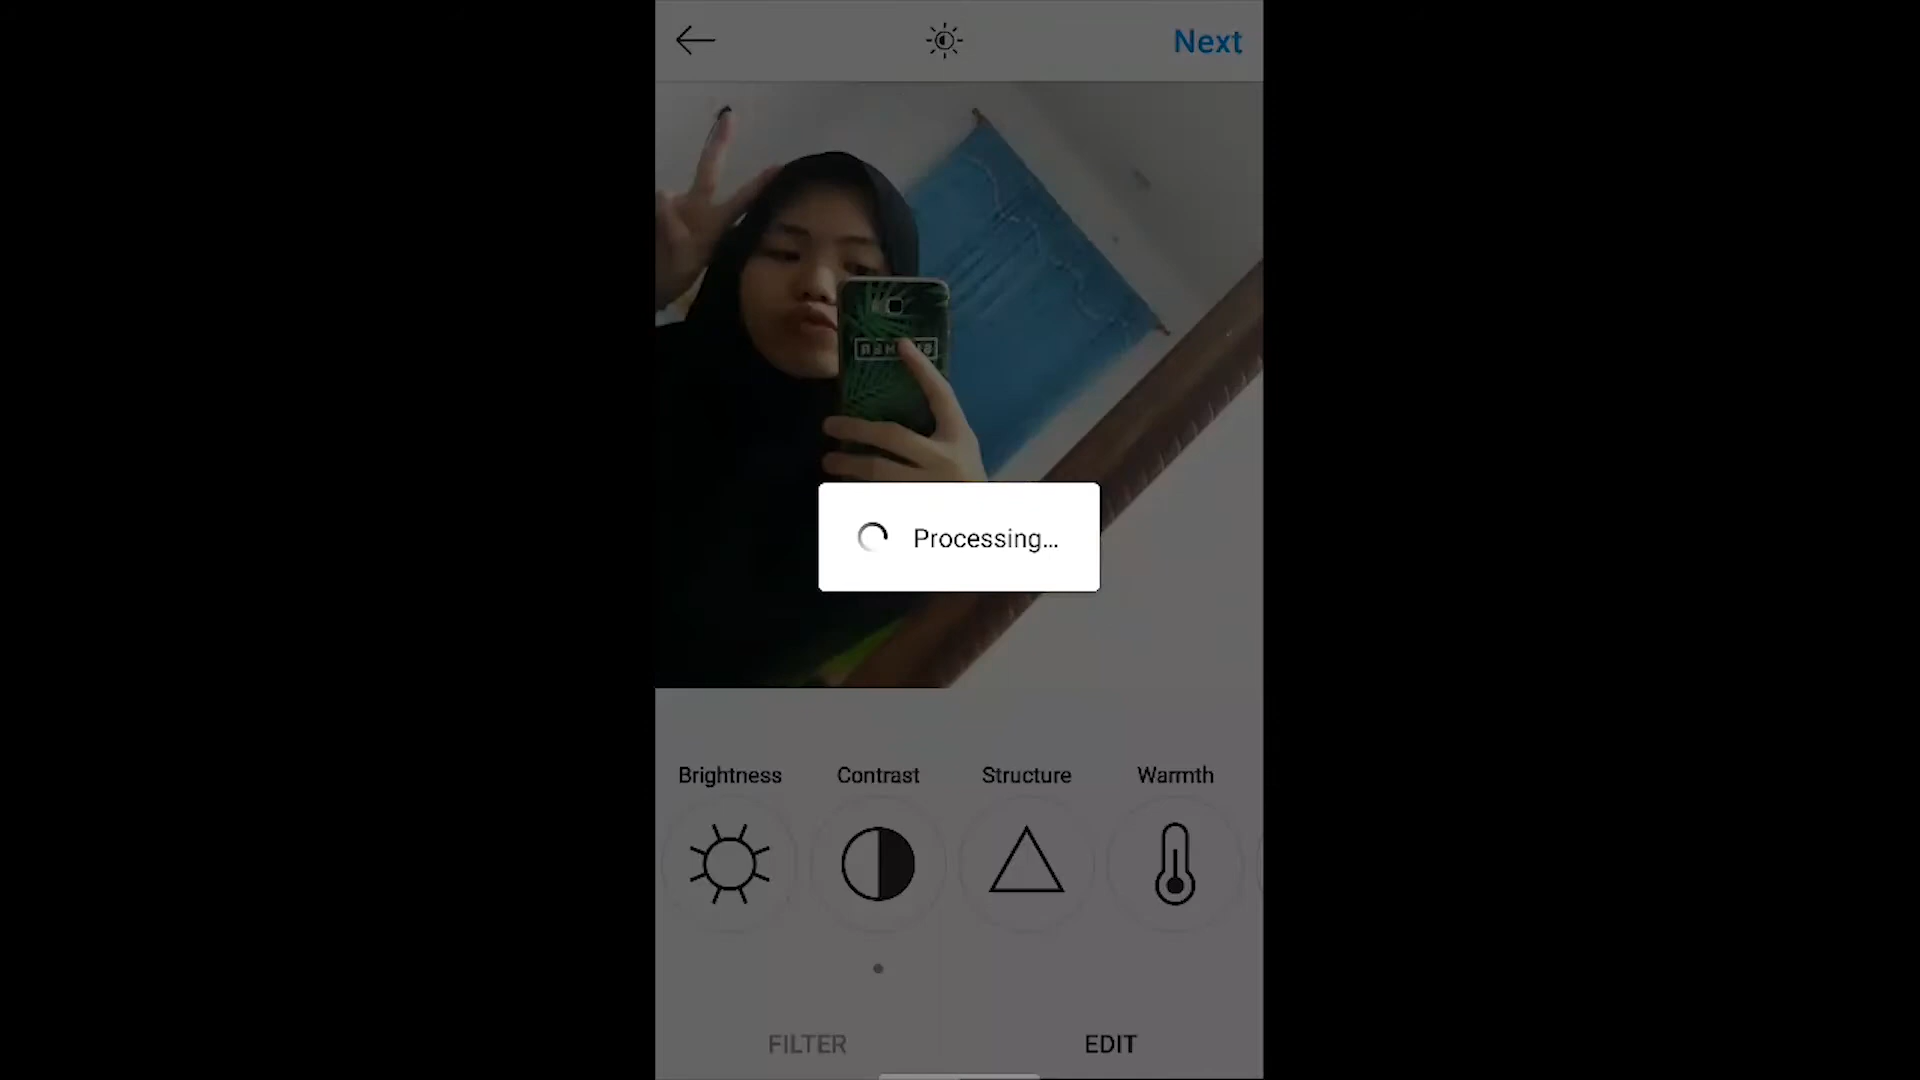 Next
Processing...
Brightness Contrast Structure Warmth
FILTER EDIT